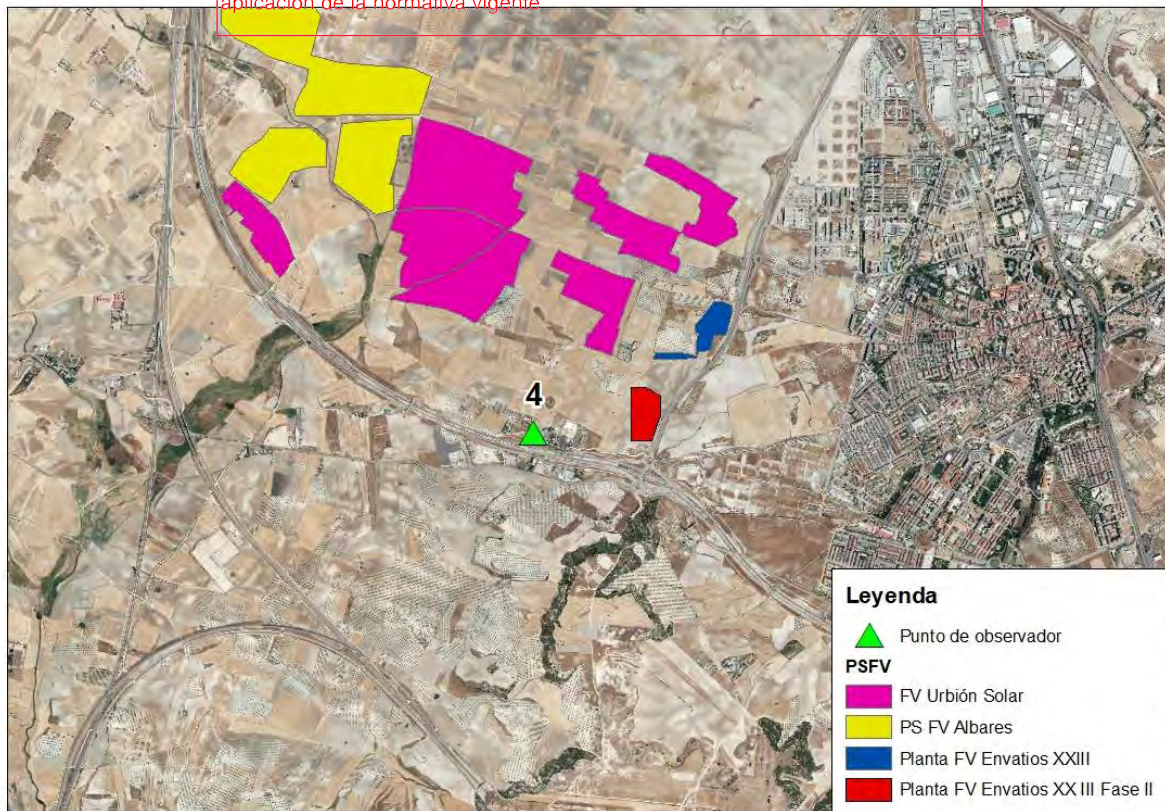 aplicación de la normativa vigente
4
Leyenda
Punto de observador
PSFV
FV Urbión Solar
PS FV Albares
Planta FV Envatios XXIII
Planta FV Envatios XX III Fase II